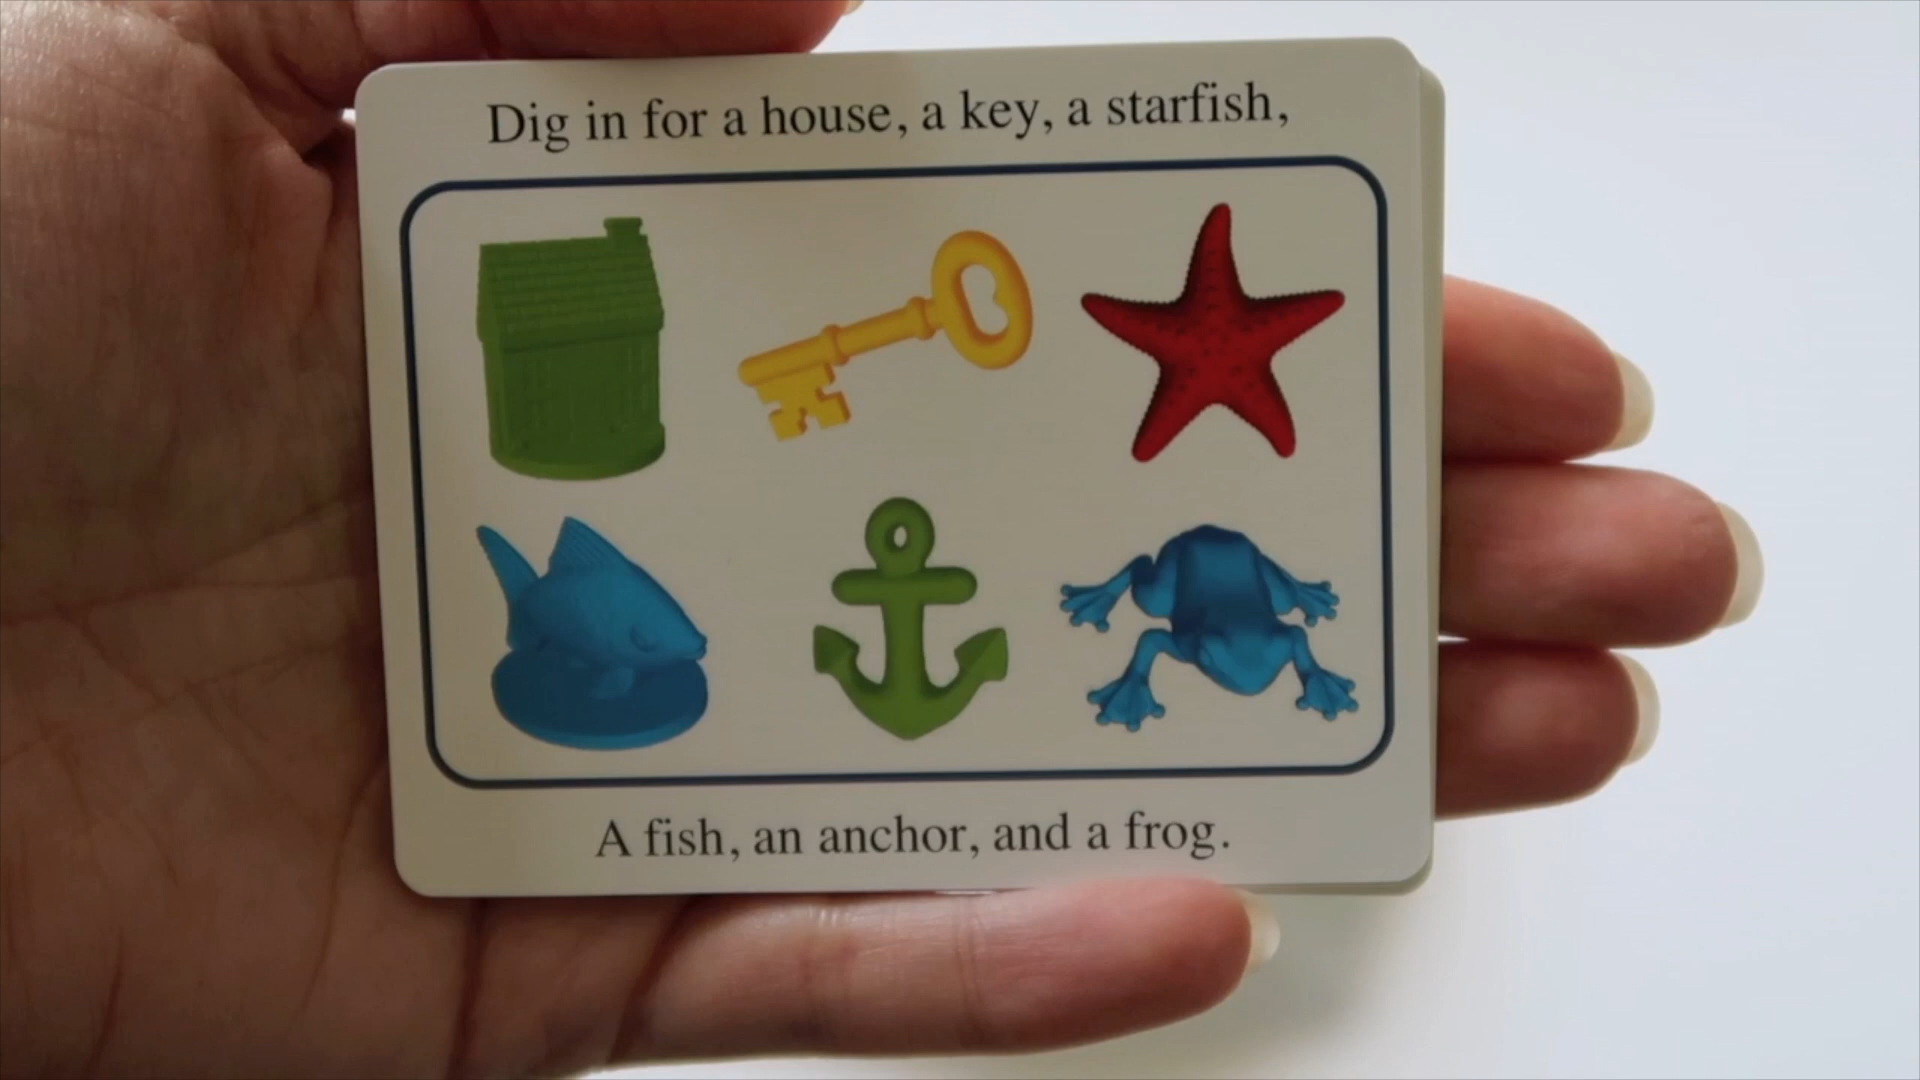 Dig in for a house, a key, a starfish,
A fish, an anchor, and a frog.